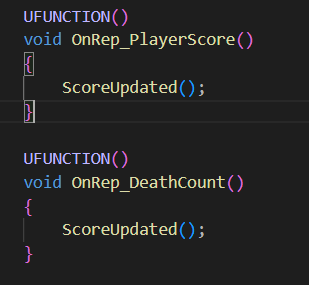 UFUNCTION()
void OnRep_PlayerScore()
{
    ScoreUpdated();
}
UFUNCTION()
void OnRep_DeathCount()
{
    ScoreUpdated();
}